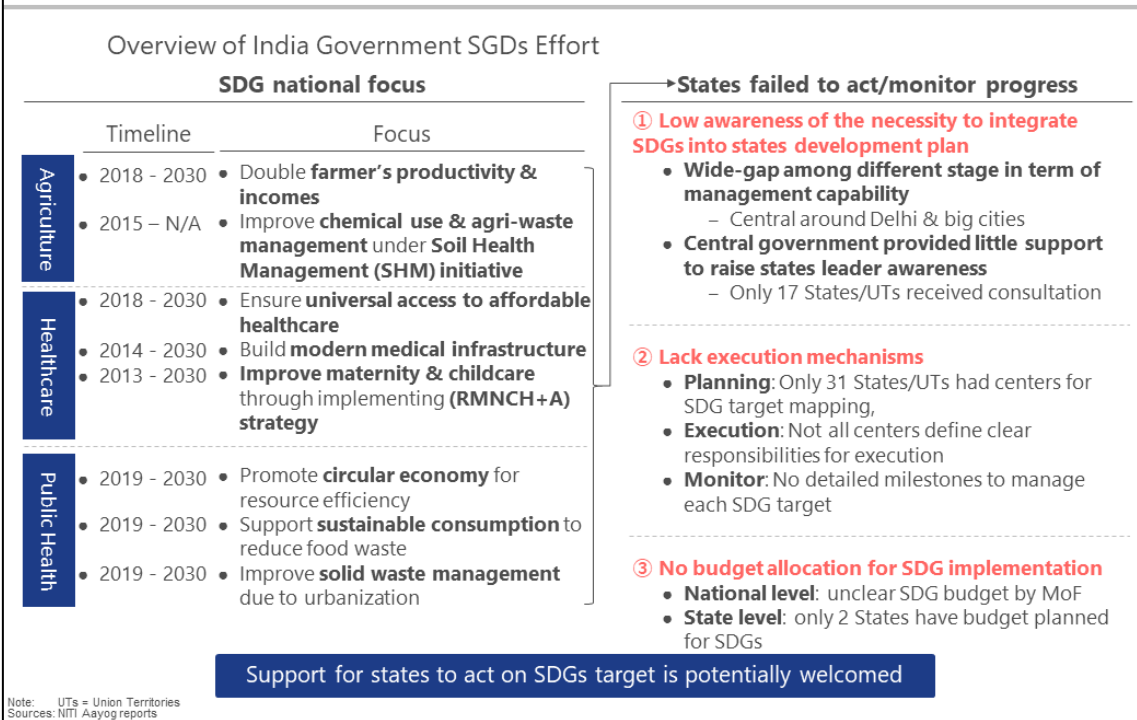 Overview of India Government SGDs Effort
SDG national focus
Timeline
Focus
Agriculture
• 2018 - 2030
• Double farmer's productivity &
incomes
• 2015 – N/A
• Improve chemical use & agri-waste
management under Soil Health
Management (SHM) initiative
Healthcare
• 2018 - 2030
• Ensure universal access to affordable
healthcare
• 2014 - 2030
• Build modern medical infrastructure
• 2013 - 2030
• Improve maternity & childcare
through implementing (RMNCH+A)
strategy
Public Health
• 2019 - 2030
• Promote circular economy for
resource efficiency
• 2019 - 2030
• Support sustainable consumption to
reduce food waste
• 2019 - 2030
• Improve solid waste management
due to urbanization
States failed to act/monitor progress
① Low awareness of the necessity to integrate
SDGs into states development plan
• Wide-gap among different stage in term of
management capability
– Central around Delhi & big cities
• Central government provided little support
to raise states leader awareness
– Only 17 States/UTs received consultation
② Lack execution mechanisms
• Planning: Only 31 States/UTs had centers for
SDG target mapping,
• Execution: Not all centers define clear
responsibilities for execution
• Monitor: No detailed milestones to manage
each SDG target
③ No budget allocation for SDG implementation
• National level: unclear SDG budget by MoF
• State level: only 2 States have budget planned
for SDGs
Support for states to act on SDGs target is potentially welcomed
Note: UTs = Union Territories
Sources: NITI Aayog reports